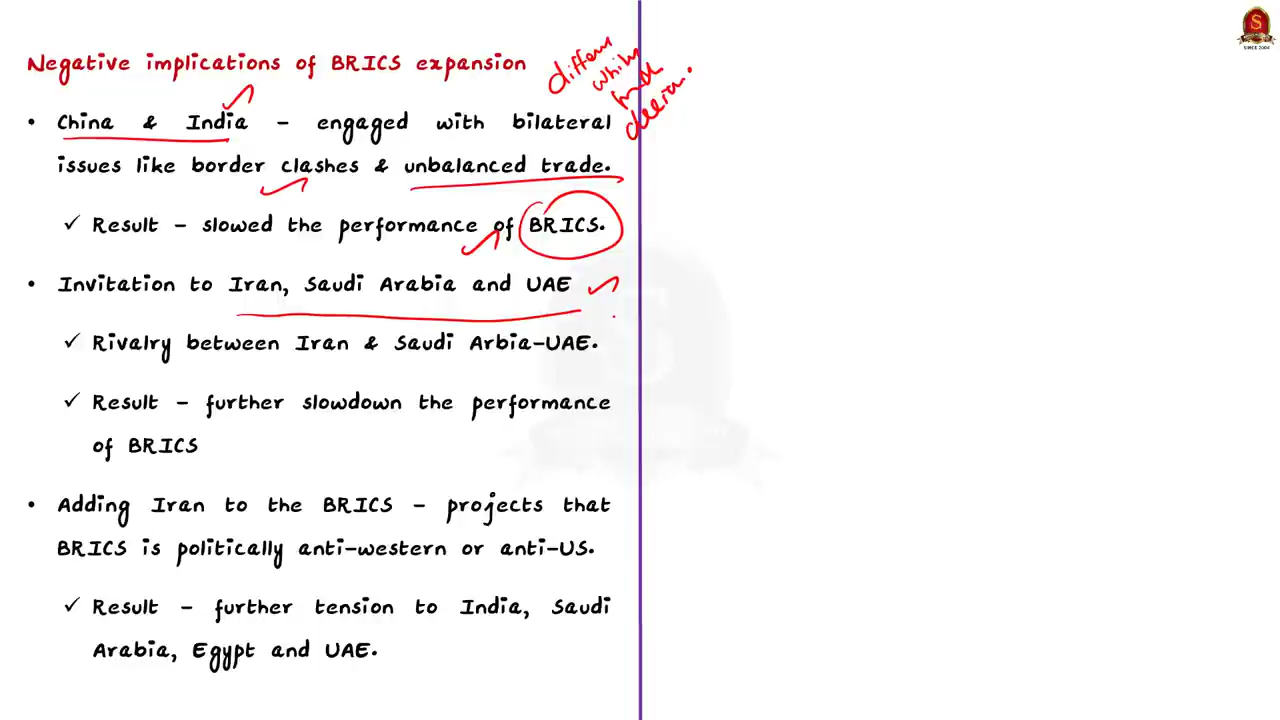 Negative implications of BRICS expansion
• China & India – engaged with bilateral
issues like border clashes & unbalanced trade.
✓ Result – slowed the performance of BRICS.
• Invitation to Iran, Saudi Arabia and UAE
✓ Rivalry between Iran & Saudi Arbia-UAE.
✓ Result – further slowdown the performance
of BRICS
• Adding Iran to the BRICS – projects that
BRICS is politically anti-western or anti-US.
✓ Result – further tension to India, Saudi
Arabia, Egypt and UAE.
S
SINCE 2004